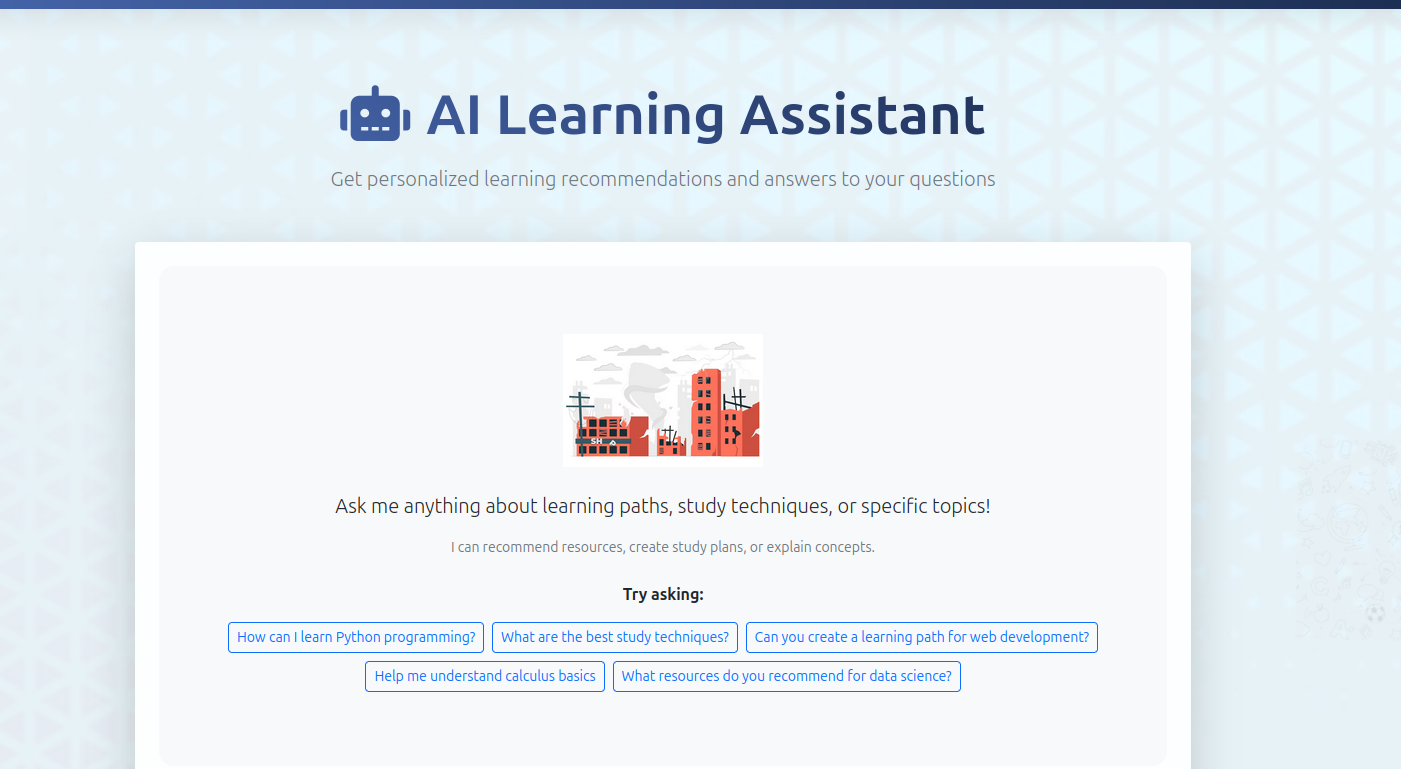 AI Learning Assistant
Get personalized learning recommendations and answers to your questions
SH
Ask me anything about learning paths, study techniques, or specific topics!
I can recommend resources, create study plans, or explain concepts.
Try asking:
How can I learn Python programming? What are the best study techniques? Can you create a learning path for web development?
Help me understand calculus basics What resources do you recommend for data science?